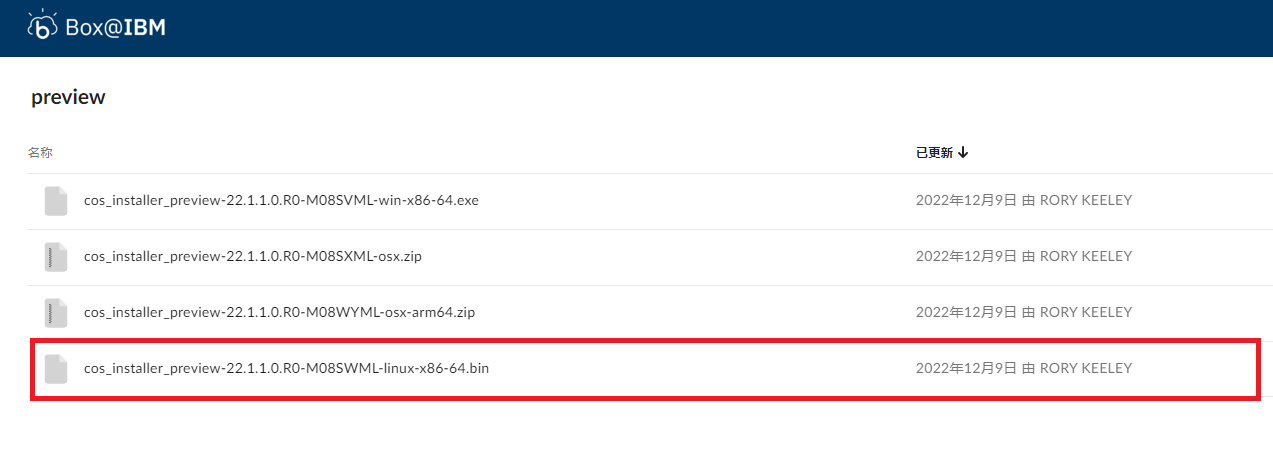 b Box@IBM
preview
名称 已更新
cos_installer_preview-22.1.1.0.R0-M08SVML-win-x86-64.exe 2022年12月9日 由 RORY KEELEY
cos_installer_preview-22.1.1.0.R0-M08SXML-osx.zip 2022年12月9日 由 RORY KEELEY
cos_installer_preview-22.1.1.0.R0-M08WYML-osx-arm64.zip 2022年12月9日 由 RORY KEELEY
cos_installer_preview-22.1.1.0.R0-M08SWML-linux-x86-64.bin 2022年12月9日 由 RORY KEELEY